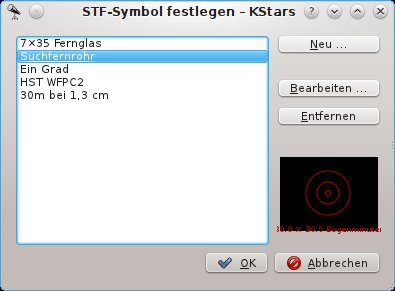 STF-Symbol festlegen – KStars
7×35 Fernglas
Suchfernrohr
Ein Grad
HST WFPC2
30m bei 1,3 cm
Neu ...
Bearbeiten ...
Entfernen
OK
Abbrechen